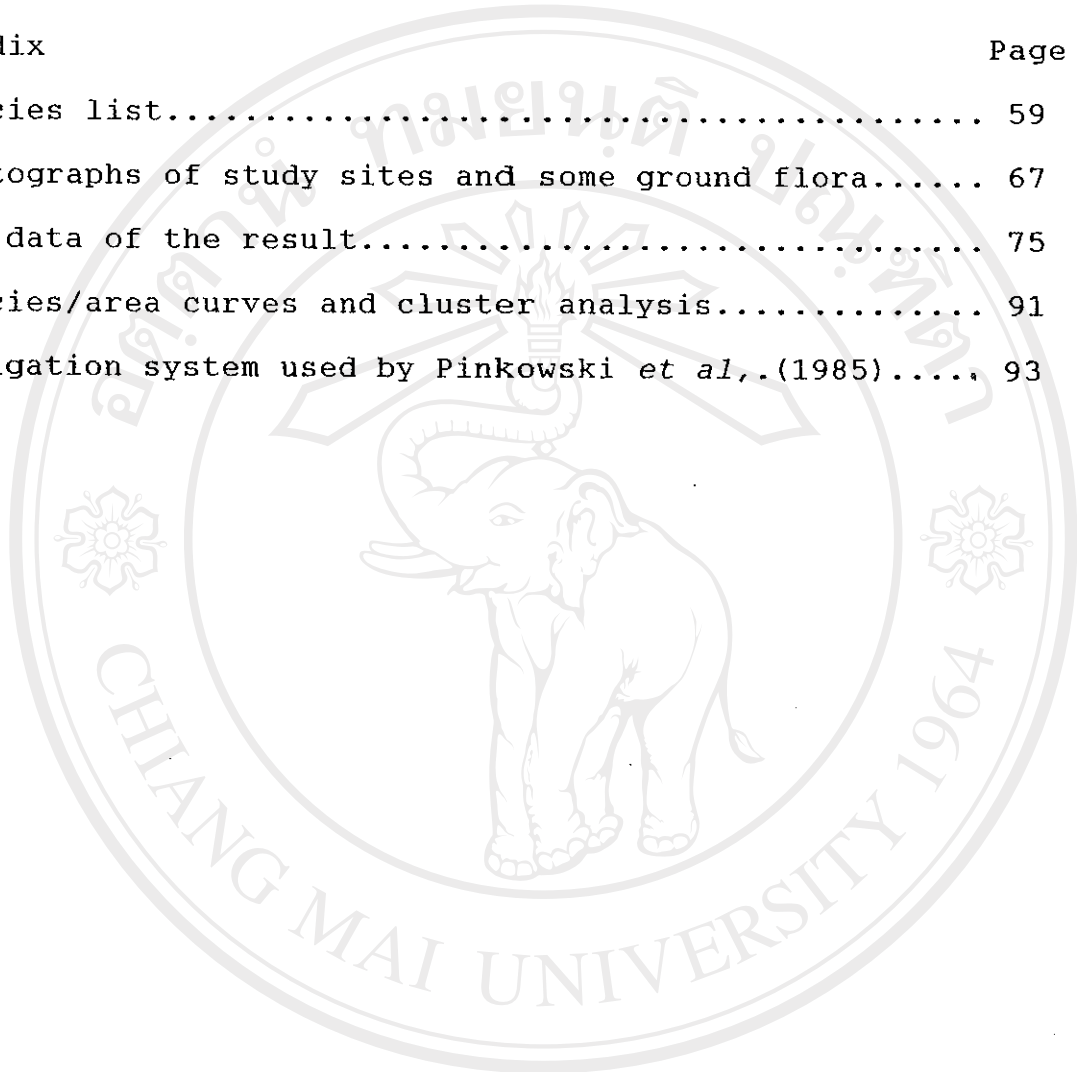 dix Page
cies list.......................................... 59
tographs of study sites and some ground flora...... 67
data of the result................................ 75
cies/area curves and cluster analysis.............. 91
igation system used by Pinkowski et al,.(1985)...., 93
CHIANG MAI UNIVERSITY 1964